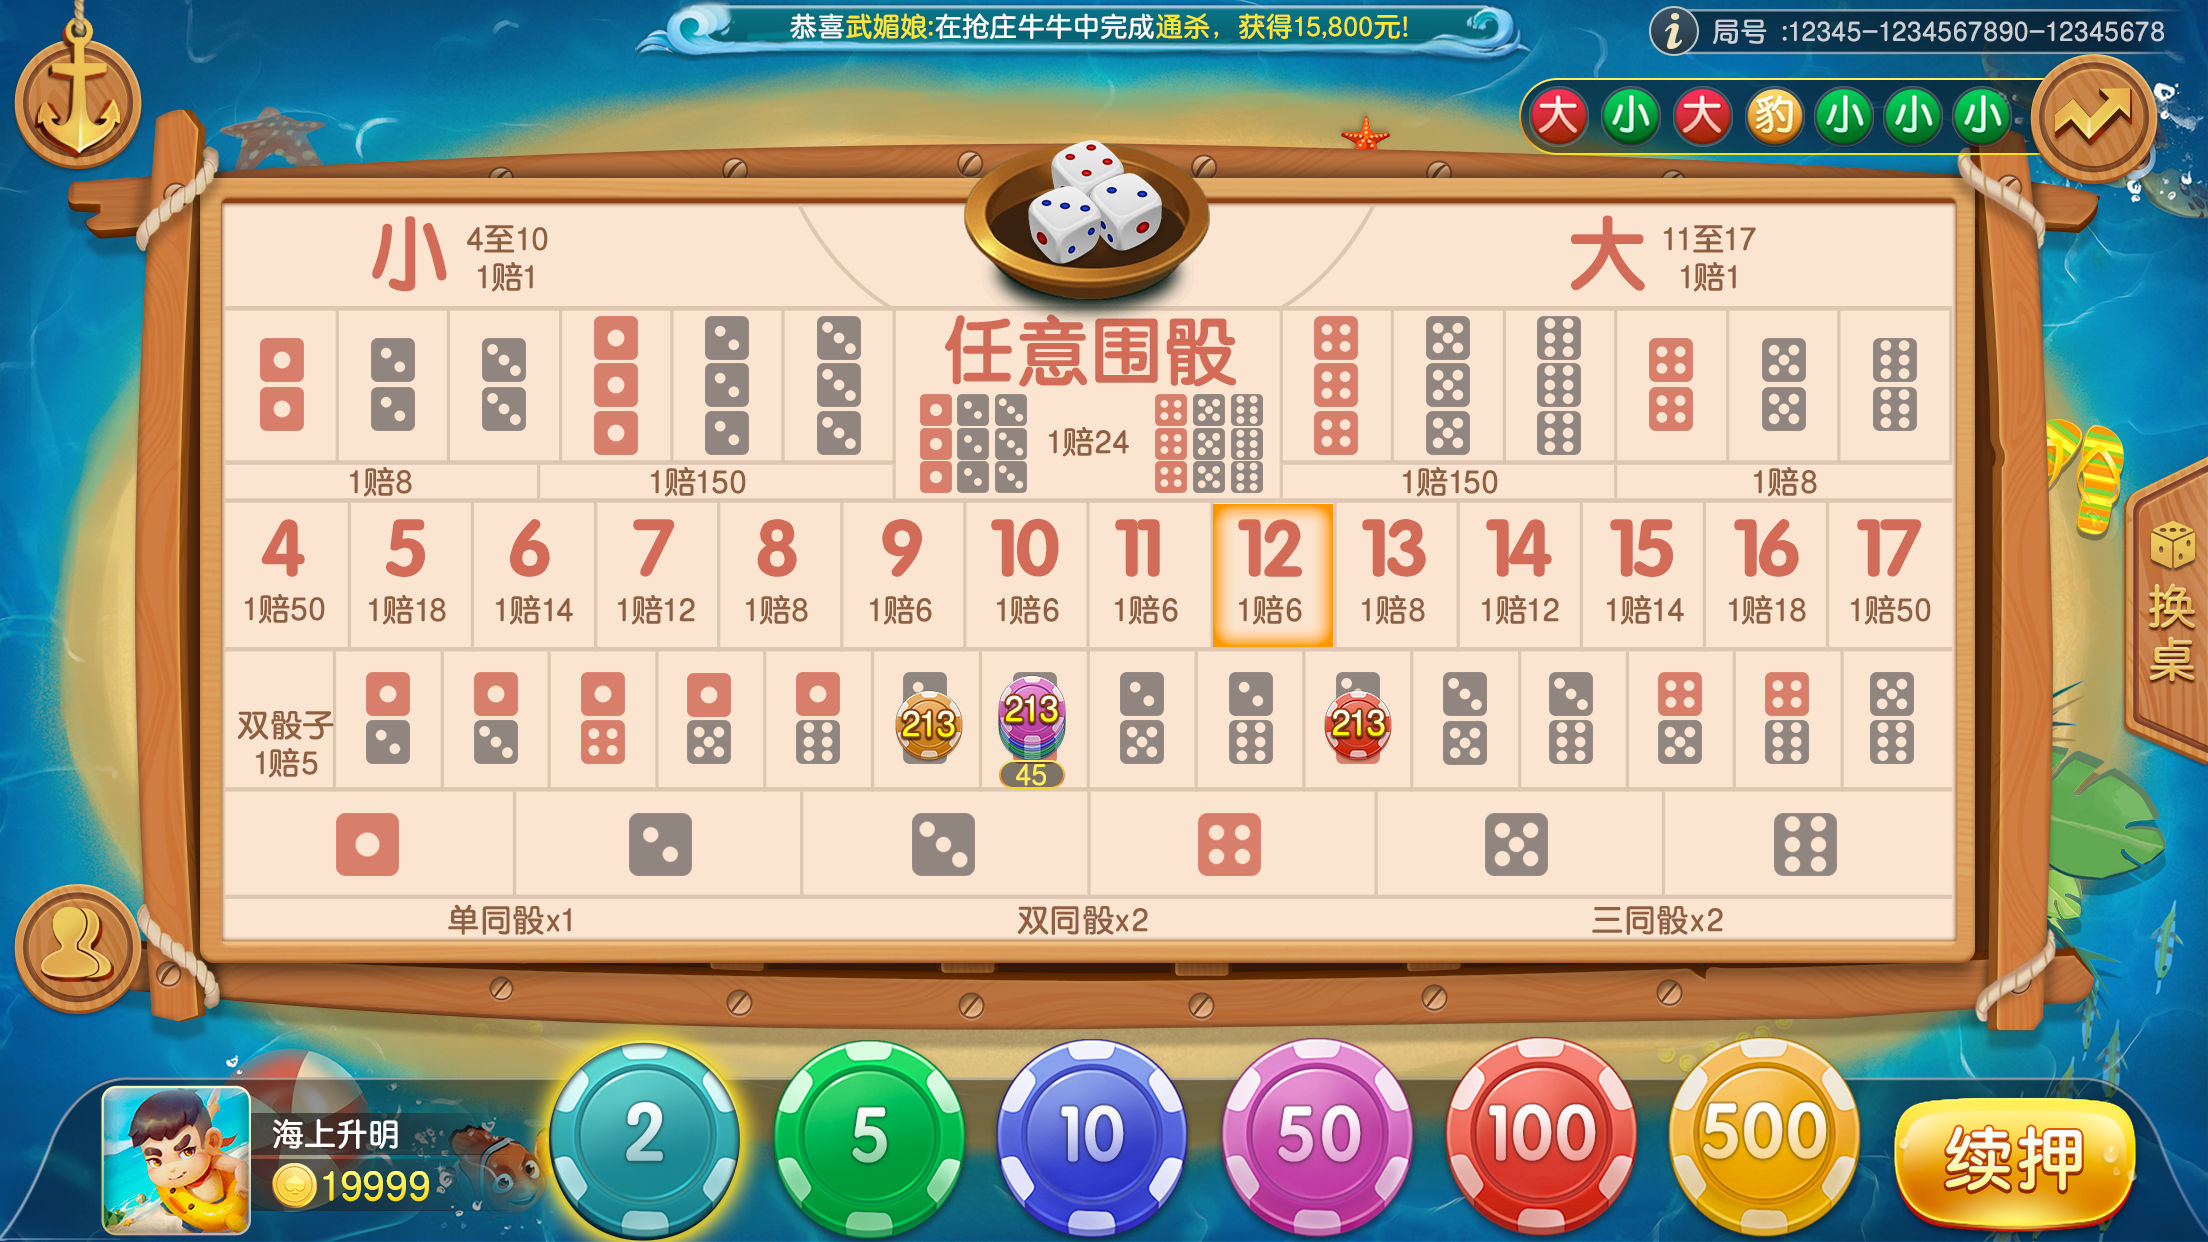 恭喜武媚娘:在抢庄牛牛中完成通杀，获得15,800元!
i 局号 :12345-1234567890-12345678
大 小 大 豹 小 小 小
小
4至10
1赔1
大
11至17
1赔1
任意围骰
1赔24
1赔8
1赔150
1赔150
1赔8
4 5 6 7 8 9 10 11 12 13 14 15 16 17
1赔50 1赔18 1赔14 1赔12 1赔8 1赔6 1赔6 1赔6 1赔6 1赔8 1赔12 1赔14 1赔18 1赔50
换桌
双骰子
1赔5
213
213
45
213
单同骰x1
双同骰x2
三同骰x2
海上升明
19999
2
5
10
50
100
500
续押